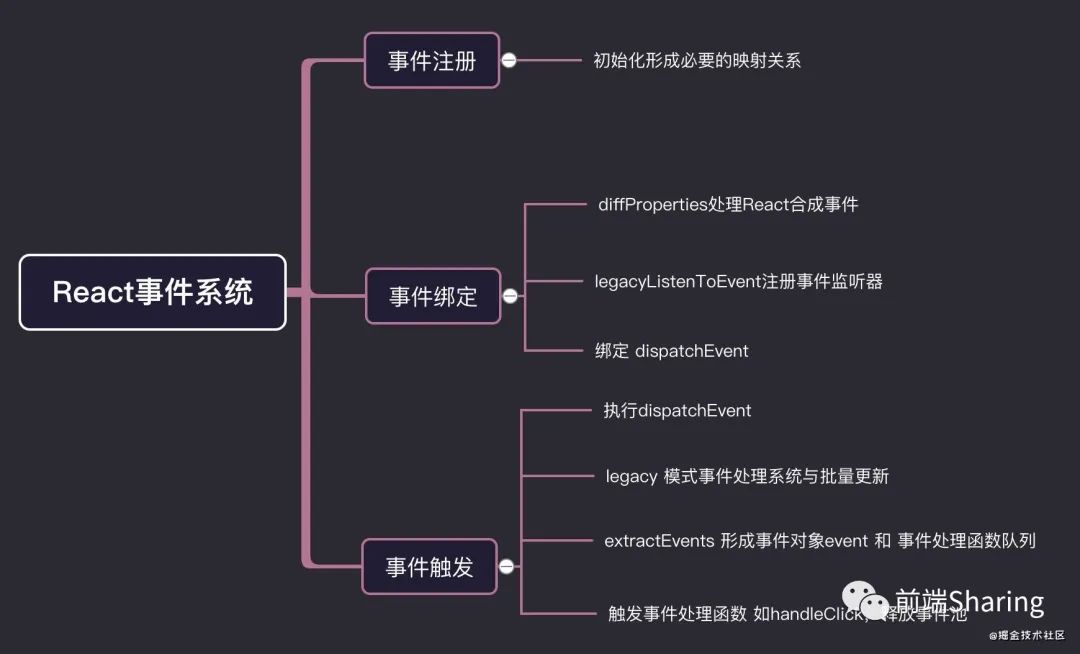 事件注册
初始化形成必要的映射关系
diffProperties处理React合成事件
React事件系统
事件绑定
legacyListenToEvent注册事件监听器
绑定 dispatchEvent
执行dispatchEvent
legacy 模式事件处理系统与批量更新
extractEvents 形成事件对象event 和 事件处理函数队列
事件触发
触发事件处理函数 如handleClick，释放事件池
前端Sharing
@掘金技术社区